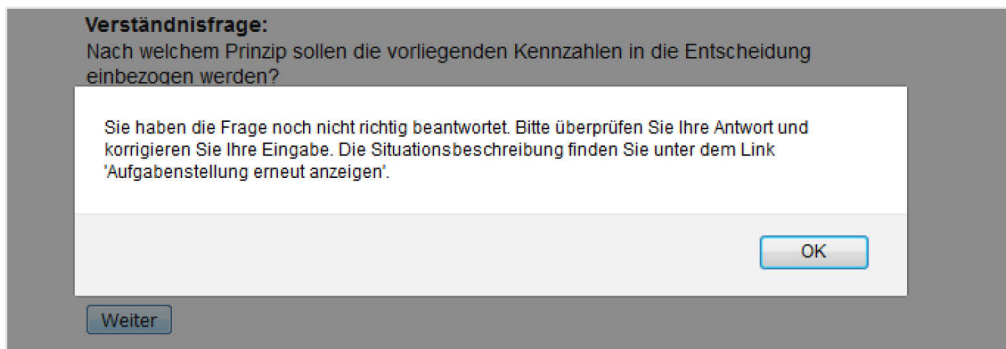 Verständnisfrage:
Nach welchem Prinzip sollen die vorliegenden Kennzahlen in die Entscheidung
einbezogen werden?
Sie haben die Frage noch nicht richtig beantwortet. Bitte überprüfen Sie Ihre Antwort und
korrigieren Sie Ihre Eingabe. Die Situationsbeschreibung finden Sie unter dem Link
'Aufgabenstellung erneut anzeigen'.
OK
Weiter